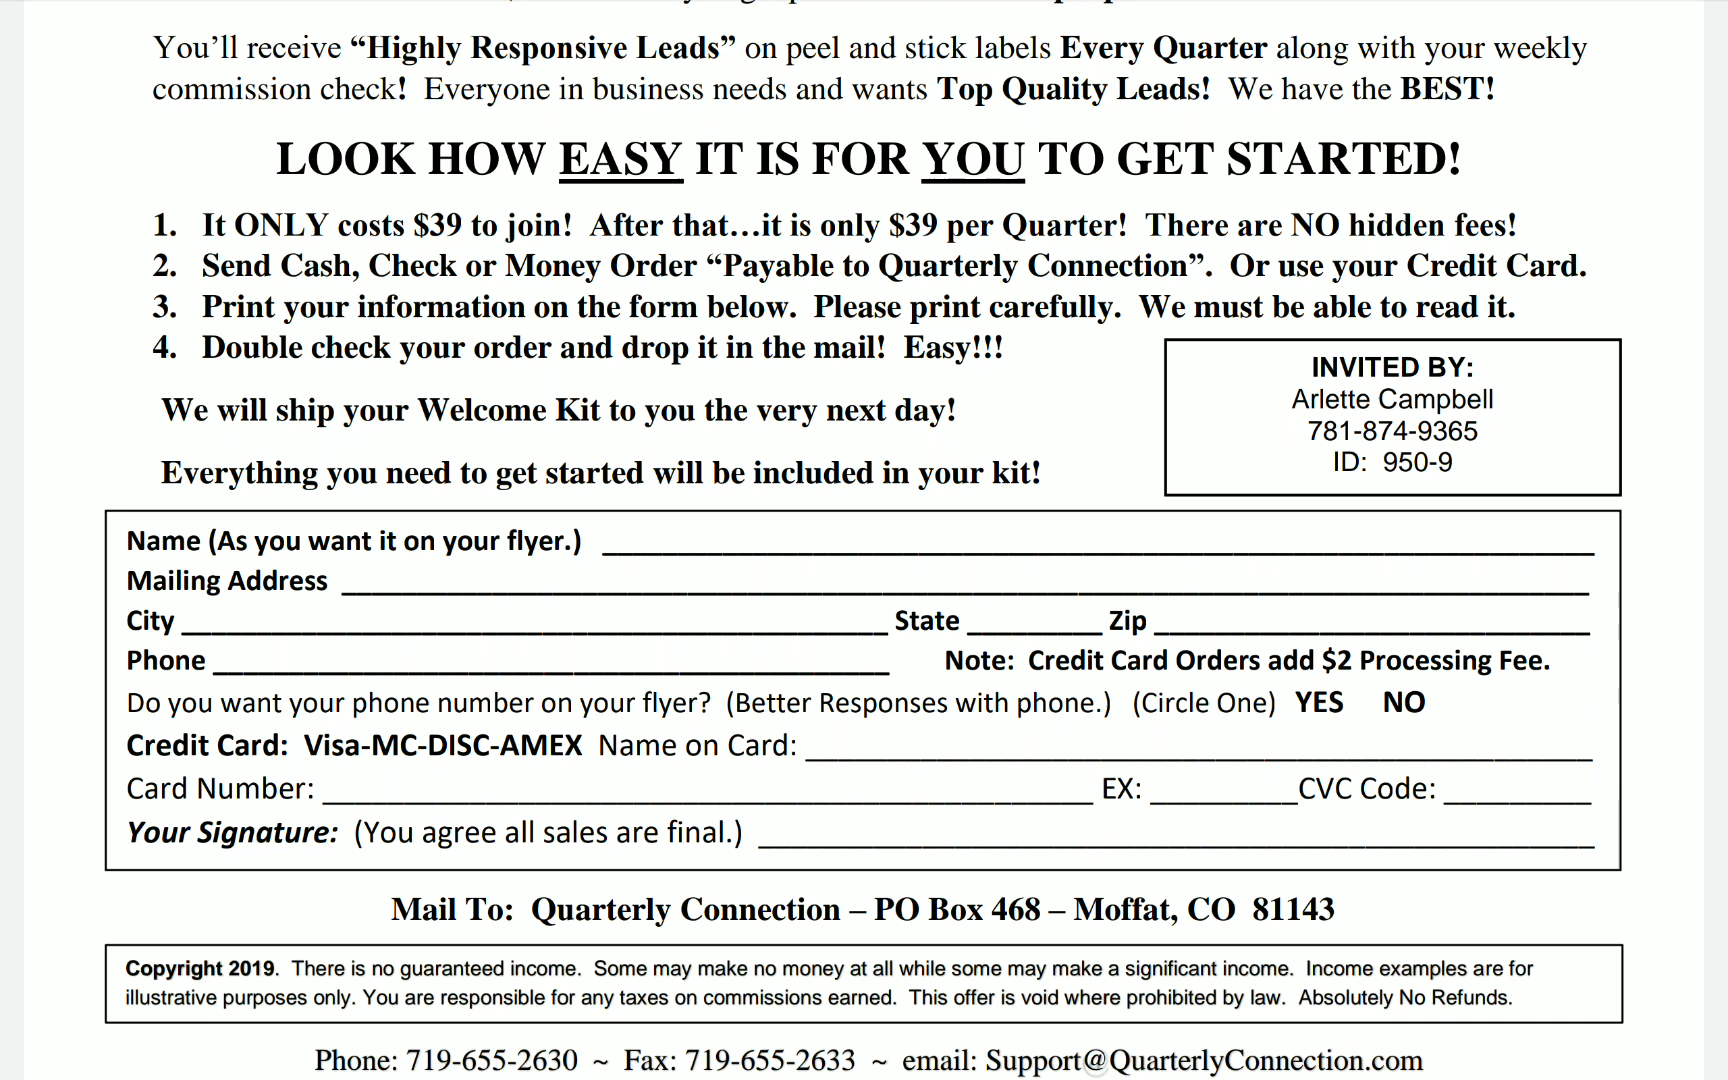 You’ll receive “Highly Responsive Leads” on peel and stick labels Every Quarter along with your weekly
commission check!  Everyone in business needs and wants Top Quality Leads!  We have the BEST!
LOOK HOW EASY IT IS FOR YOU TO GET STARTED!
1. It ONLY costs $39 to join!  After that…it is only $39 per Quarter!  There are NO hidden fees!
2. Send Cash, Check or Money Order “Payable to Quarterly Connection”.  Or use your Credit Card.
3. Print your information on the form below.  Please print carefully.  We must be able to read it.
4. Double check your order and drop it in the mail!  Easy!!!
We will ship your Welcome Kit to you the very next day!
Everything you need to get started will be included in your kit!
INVITED BY:
Arlette Campbell
781-874-9365
ID:  950-9
Name (As you want it on your flyer.)
Mailing Address
City State Zip
Phone Note:  Credit Card Orders add $2 Processing Fee.
Do you want your phone number on your flyer?  (Better Responses with phone.)  (Circle One)  YES NO
Credit Card:  Visa-MC-DISC-AMEX  Name on Card:
Card Number: EX: CVC Code:
Your Signature:  (You agree all sales are final.)
Mail To:  Quarterly Connection – PO Box 468 – Moffat, CO  81143
Copyright 2019.  There is no guaranteed income.  Some may make no money at all while some may make a significant income.  Income examples are for
illustrative purposes only. You are responsible for any taxes on commissions earned.  This offer is void where prohibited by law.  Absolutely No Refunds.
Phone: 719-655-2630  ~  Fax: 719-655-2633  ~  email: Support@QuarterlyConnection.com